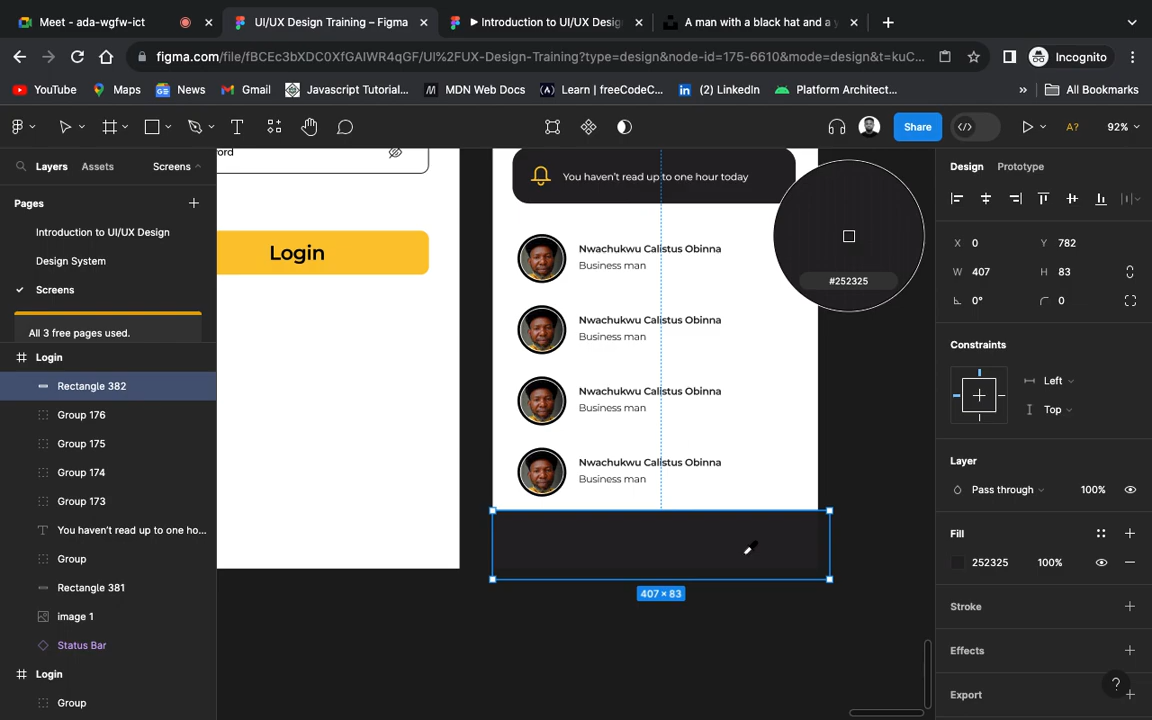 Meet - ada-wgfw-ict
UI/UX Design Training – Figma
Introduction to UI/UX Desig
A man with a black hat and a y
figma.com/file/fBCEc3bXDC0XfGAIWR4qGF/UI%2FUX-Design-Training?type=design&node-id=175-6610&mode=design&t=kuC...
Incognito
YouTube
Maps
News
Gmail
Javascript Tutorial...
MDN Web Docs
Learn | freeCodeC...
(2) LinkedIn
Platform Architect...
»
All Bookmarks
Share
A?
92%
Layers
Assets
Screens
Pages
Introduction to UI/UX Design
Design System
Screens
All 3 free pages used.
Login
Rectangle 382
Group 176
Group 175
Group 174
Group 173
You haven't read up to one ho...
Group
Rectangle 381
image 1
Status Bar
Login
Group
ord
Login
You haven't read up to one hour today
Nwachukwu Calistus Obinna
Business man
Nwachukwu Calistus Obinna
Business man
Nwachukwu Calistus Obinna
Business man
Nwachukwu Calistus Obinna
Business man
407 × 83
#252325
Design
Prototype
X 0 Y 782
W 407 H 83
0° 0
Constraints
Left
Top
Layer
Pass through 100%
Fill
252325 100%
Stroke
Effects
Export
?